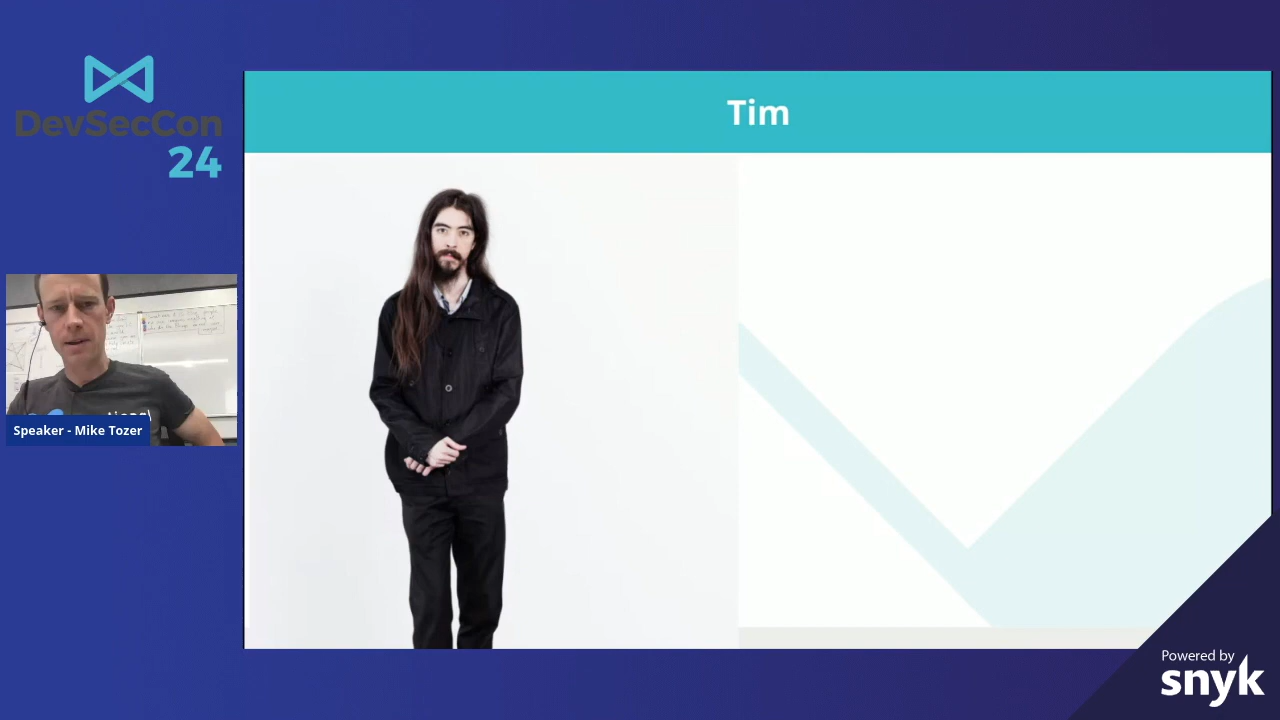 DevSecCon
24
Tim
Speaker - Mike Tozer
Powered by
snyk